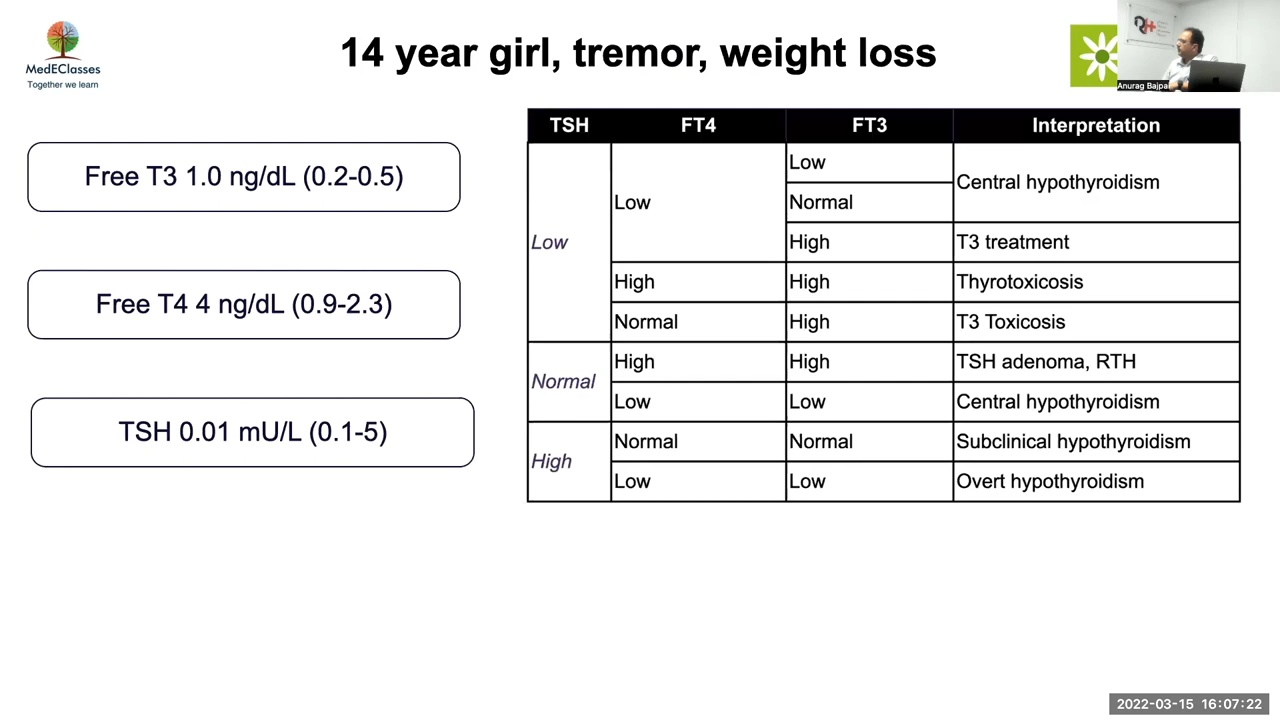 MedEClasses
Together we learn
14 year girl, tremor, weight loss
Anurag Bajpa
Free T3 1.0 ng/dL (0.2-0.5)
Free T4 4 ng/dL (0.9-2.3)
TSH 0.01 mU/L (0.1-5)
TSH FT4 FT3 Interpretation
Low Low Low Central hypothyroidism
Normal
High T3 treatment
High High Thyrotoxicosis
Normal High T3 Toxicosis
Normal High High TSH adenoma, RTH
Low Low Central hypothyroidism
High Normal Normal Subclinical hypothyroidism
Low Low Overt hypothyroidism
2022-03-15 16:07:22